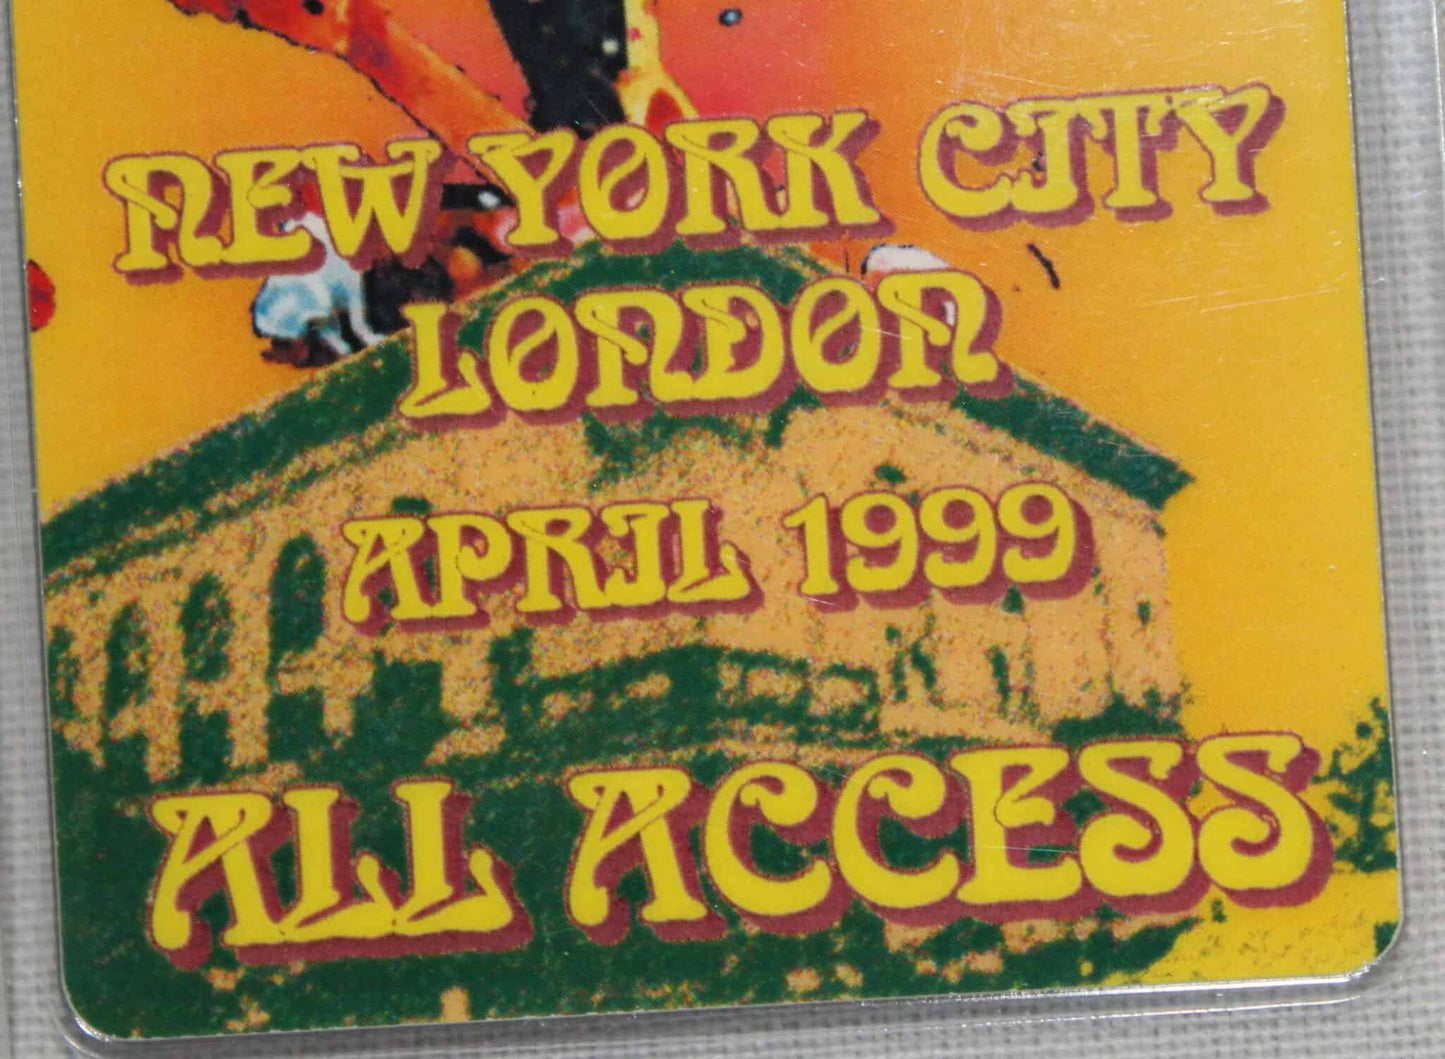 NEW YORK CITY
LONDON
APRIL 1999
ALL ACCESS